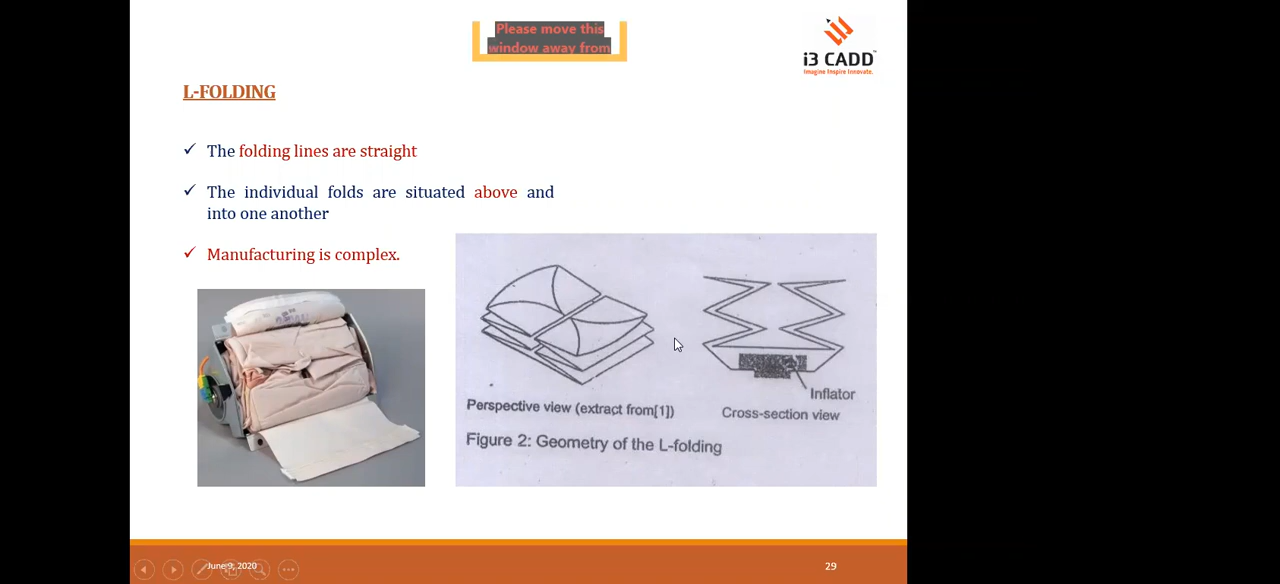 Please move this
window away from
i3 CADD
Imagine Inspire Innovate.
L-FOLDING
The folding lines are straight
The individual folds are situated above and
into one another
Manufacturing is complex.
Inflator
Perspective view (extract from[1])
Cross-section view
Figure 2: Geometry of the L-folding
June 9, 2020
29